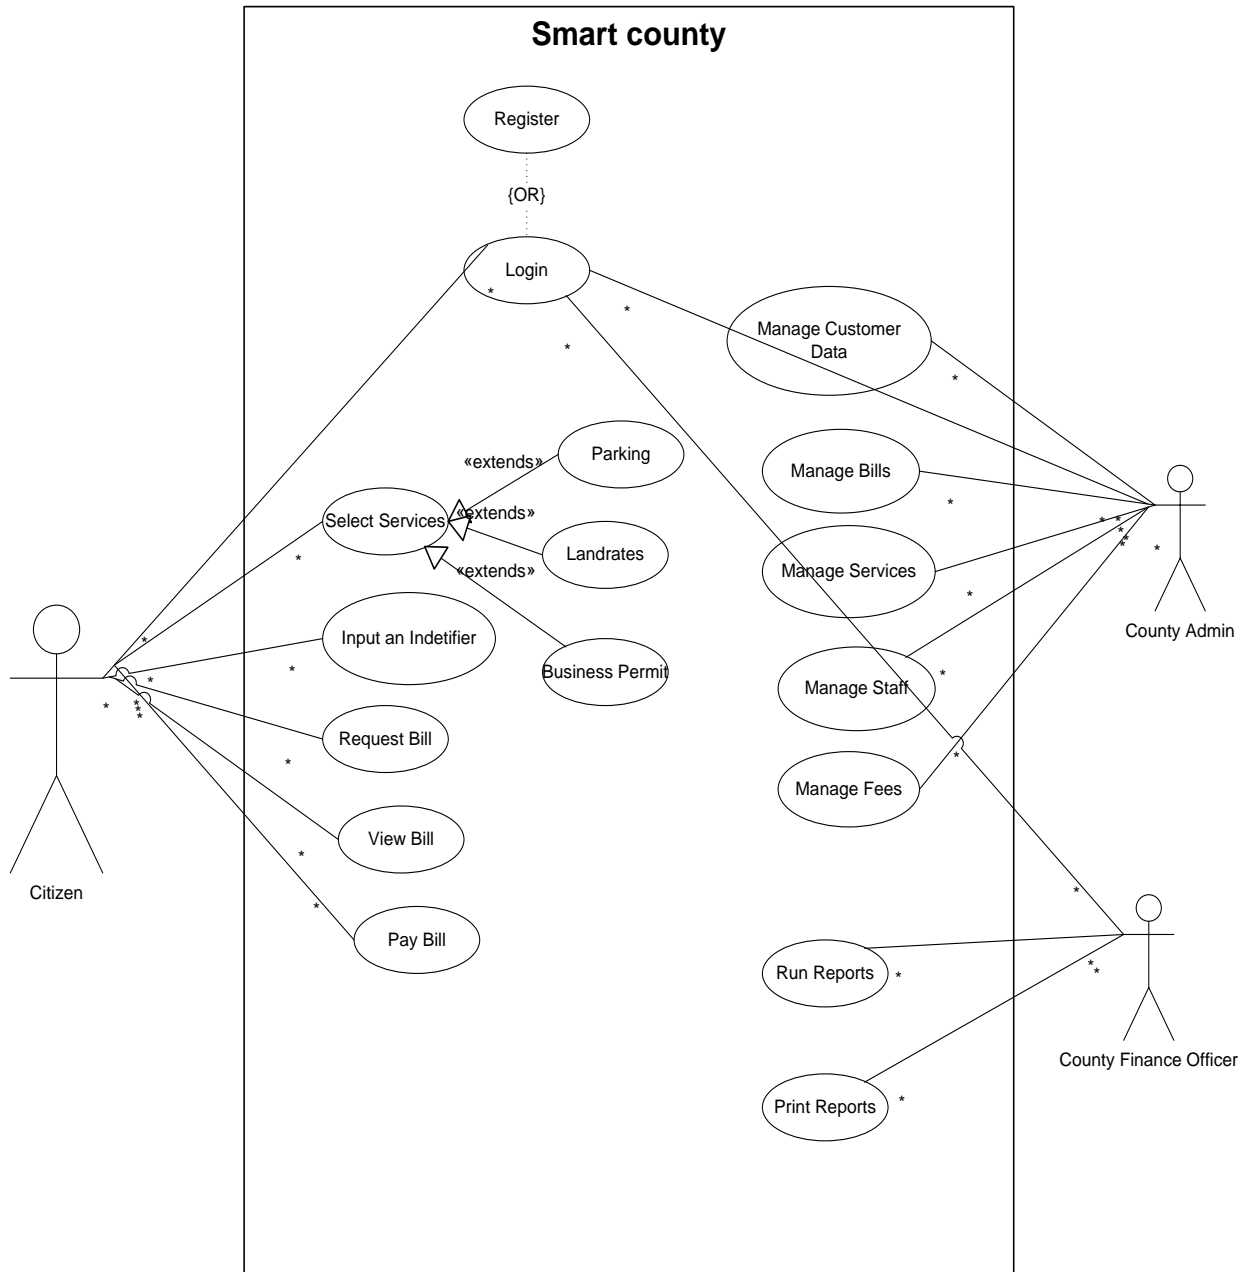 Smart county
Register
{OR}
Login
*
*
*
Manage Customer
Data
*
Parking
«extends»
Manage Bills
*
Select Services
«extends»
*
Landrates
«extends»
Manage Services
*
*
*
*
*
*
*
County Admin
Input an Indetifier
*
*
*
Business Permit
Manage Staff
*
*
*
*
*
*
Request Bill
*
*
Manage Fees
View Bill
*
Citizen
Pay Bill
*
*
Run Reports
*
*
*
County Finance Officer
Print Reports
*